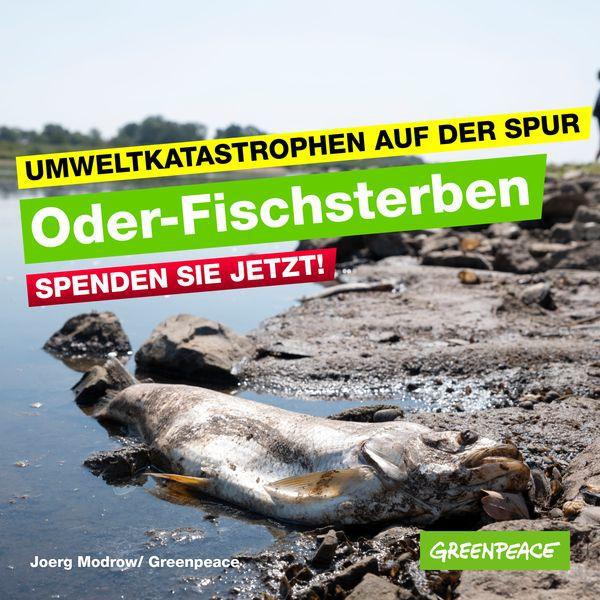 UMWELTKATASTROPHEN AUF DER SPUR
Oder-Fischsterben
SPENDEN SIE JETZT!
Joerg Modrow/ Greenpeace
GREENPEACE